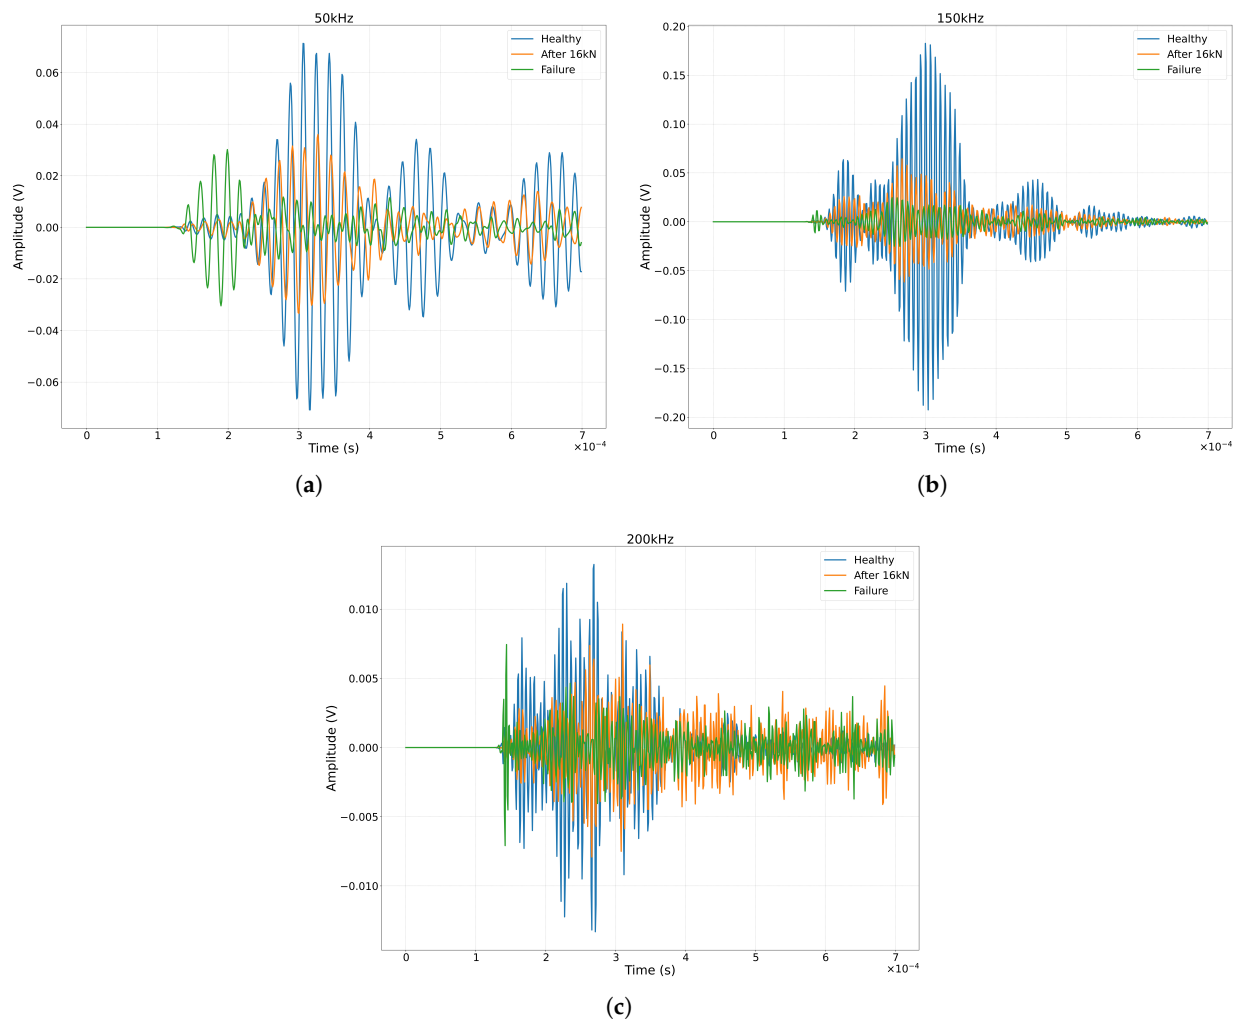 50kHz
Healthy
After 16kN
Failure
Amplitude (V)
0.06
0.04
0.02
0.00
−0.02
−0.04
−0.06
0 1 2 3 4 5 6 7
Time (s)
×10⁻⁴
(a)
150kHz
Healthy
After 16kN
Failure
Amplitude (V)
0.20
0.15
0.10
0.05
0.00
−0.05
−0.10
−0.15
−0.20
0 1 2 3 4 5 6 7
Time (s)
×10⁻⁴
(b)
200kHz
Healthy
After 16kN
Failure
Amplitude (V)
0.010
0.005
0.000
−0.005
−0.010
0 1 2 3 4 5 6 7
Time (s)
×10⁻⁴
(c)